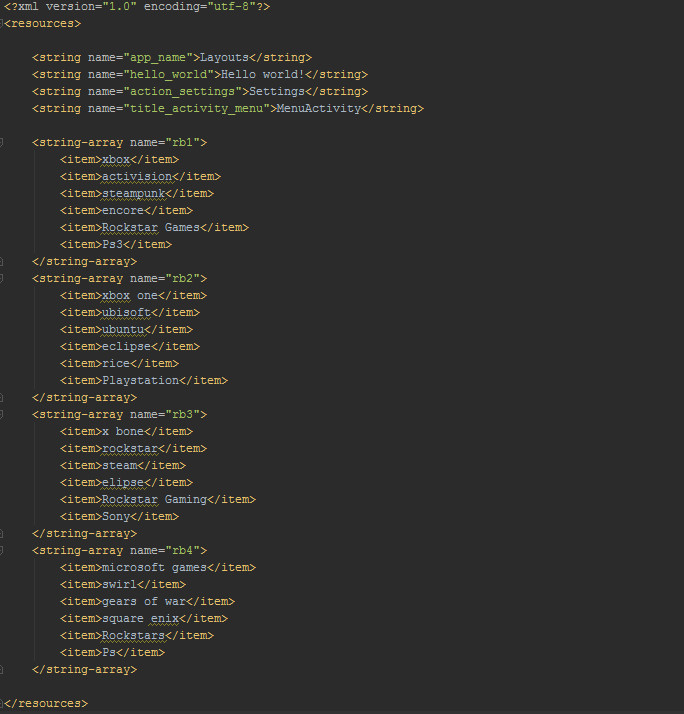 <?xml version="1.0" encoding="utf-8"?>
<resources>
<string name="app_name">Layouts</string>
<string name="hello_world">Hello world!</string>
<string name="action_settings">Settings</string>
<string name="title_activity_menu">MenuActivity</string>
<string-array name="rb1">
<item>xbox</item>
<item>activision</item>
<item>steampunk</item>
<item>encore</item>
<item>Rockstar Games</item>
<item>Ps3</item>
</string-array>
<string-array name="rb2">
<item>xbox one</item>
<item>ubisoft</item>
<item>ubuntu</item>
<item>eclipse</item>
<item>rice</item>
<item>Playstation</item>
</string-array>
<string-array name="rb3">
<item>x bone</item>
<item>rockstar</item>
<item>steam</item>
<item>elipse</item>
<item>Rockstar Gaming</item>
<item>Sony</item>
</string-array>
<string-array name="rb4">
<item>microsoft games</item>
<item>swirl</item>
<item>gears of war</item>
<item>square enix</item>
<item>Rockstars</item>
<item>Ps</item>
</string-array>
</resources>